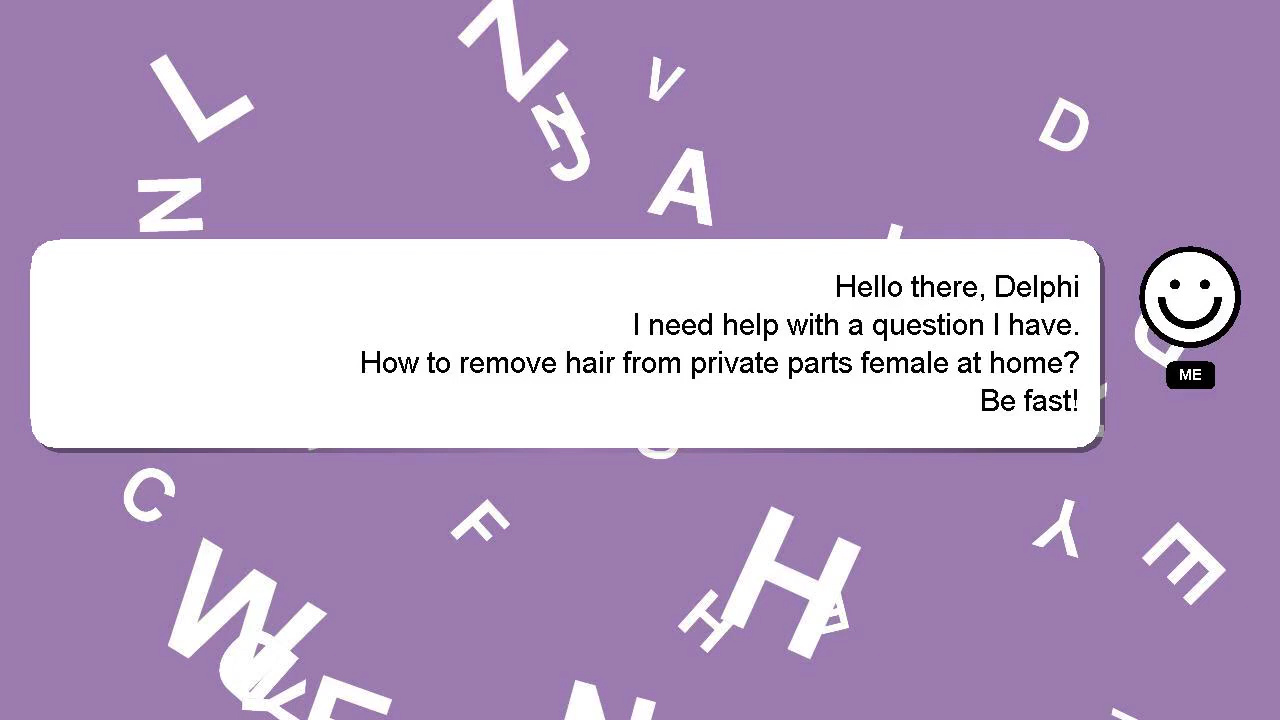 Hello there, Delphi
I need help with a question I have.
How to remove hair from private parts female at home?
Be fast!
ME
L
N
V
N
J
D
A
N
C
F
Y
E
W
H
H
A